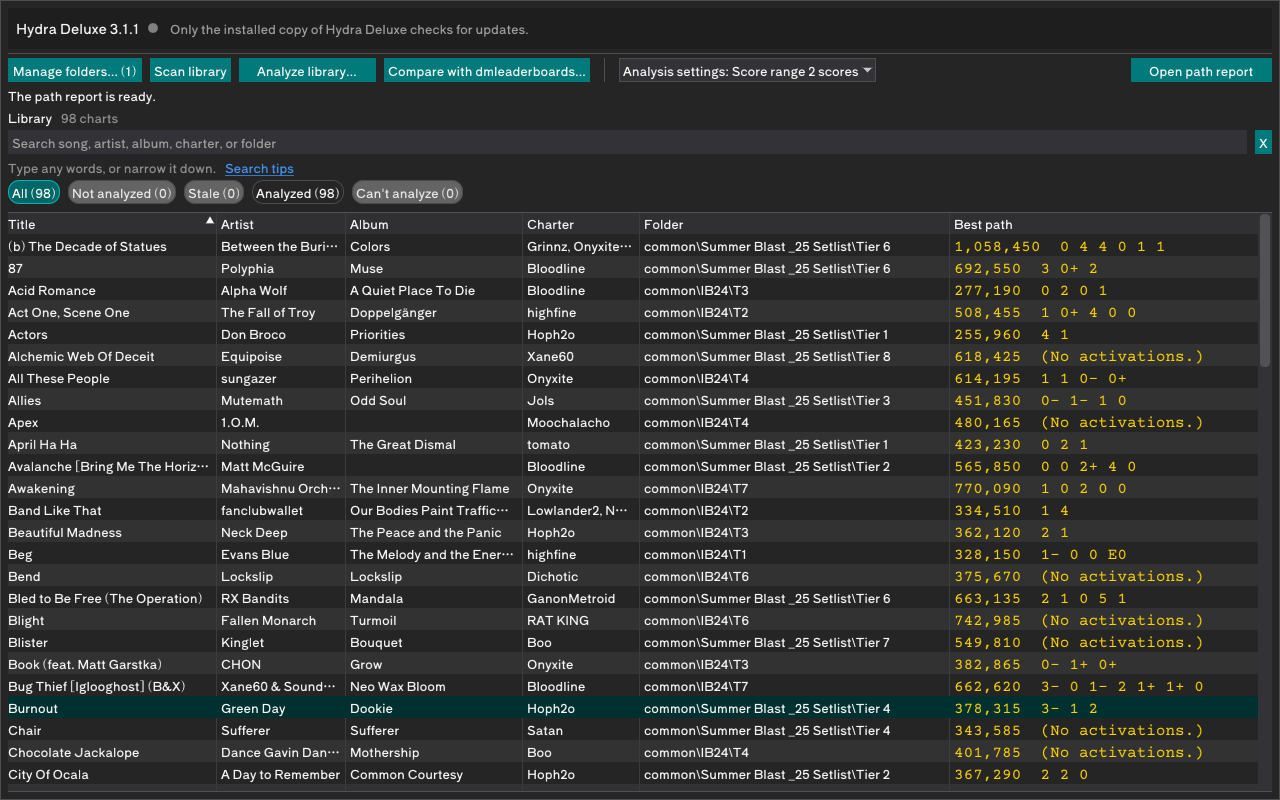 Hydra Deluxe 3.1.1 Only the installed copy of Hydra Deluxe checks for updates.
Manage folders... (1) Scan library Analyze library... Compare with dmleaderboards... Analysis settings: Score range 2 scores Open path report
The path report is ready.
Library 98 charts
Search song, artist, album, charter, or folder X
Type any words, or narrow it down. Search tips
All (98) Not analyzed (0) Stale (0) Analyzed (98) Can't analyze (0)
Title Artist Album Charter Folder Best path
(b) The Decade of Statues Between the Buri··· Colors Grinnz, Onyxite··· common\Summer Blast _25 Setlist\Tier 6 1,058,450 0 4 4 0 1 1
87 Polyphia Muse Bloodline common\Summer Blast _25 Setlist\Tier 6 692,550 3 0+ 2
Acid Romance Alpha Wolf A Quiet Place To Die Bloodline common\IB24\T3 277,190 0 2 0 1
Act One, Scene One The Fall of Troy Doppelgänger highfine common\IB24\T2 508,455 1 0+ 4 0 0
Actors Don Broco Priorities Hoph2o common\Summer Blast _25 Setlist\Tier 1 255,960 4 1
Alchemic Web Of Deceit Equipoise Demiurgus Xane60 common\Summer Blast _25 Setlist\Tier 8 618,425 (No activations.)
All These People sungazer Perihelion Onyxite common\IB24\T4 614,195 1 1 0- 0+
Allies Mutemath Odd Soul Jols common\Summer Blast _25 Setlist\Tier 3 451,830 0- 1- 1 0
Apex 1.O.M. Moochalacho common\IB24\T4 480,165 (No activations.)
April Ha Ha Nothing The Great Dismal tomato common\Summer Blast _25 Setlist\Tier 1 423,230 0 2 1
Avalanche [Bring Me The Horiz··· Matt McGuire Bloodline common\Summer Blast _25 Setlist\Tier 2 565,850 0 0 2+ 4 0
Awakening Mahavishnu Orch··· The Inner Mounting Flame Onyxite common\IB24\T7 770,090 1 0 2 0 0
Band Like That fanclubwallet Our Bodies Paint Traffic··· Lowlander2, N··· common\IB24\T2 334,510 1 4
Beautiful Madness Neck Deep The Peace and the Panic Hoph2o common\IB24\T3 362,120 2 1
Beg Evans Blue The Melody and the Ener··· highfine common\IB24\T1 328,150 1- 0 0 E0
Bend Lockslip Lockslip Dichotic common\IB24\T6 375,670 (No activations.)
Bled to Be Free (The Operation) RX Bandits Mandala GanonMetroid common\Summer Blast _25 Setlist\Tier 6 663,135 2 1 0 5 1
Blight Fallen Monarch Turmoil RAT KING common\IB24\T6 742,985 (No activations.)
Blister Kinglet Bouquet Boo common\Summer Blast _25 Setlist\Tier 7 549,810 (No activations.)
Book (feat. Matt Garstka) CHON Grow Onyxite common\IB24\T3 382,865 0- 1+ 0+
Bug Thief [Iglooghost] (B&X) Xane60 & Sound··· Neo Wax Bloom Bloodline common\IB24\T7 662,620 3- 0 1- 2 1+ 1+ 0
Burnout Green Day Dookie Hoph2o common\Summer Blast _25 Setlist\Tier 4 378,315 3- 1 2
Chair Sufferer Sufferer Satan common\Summer Blast _25 Setlist\Tier 4 343,585 (No activations.)
Chocolate Jackalope Dance Gavin Dan··· Mothership Boo common\IB24\T4 401,785 (No activations.)
City Of Ocala A Day to Remember Common Courtesy Hoph2o common\Summer Blast _25 Setlist\Tier 2 367,290 2 2 0